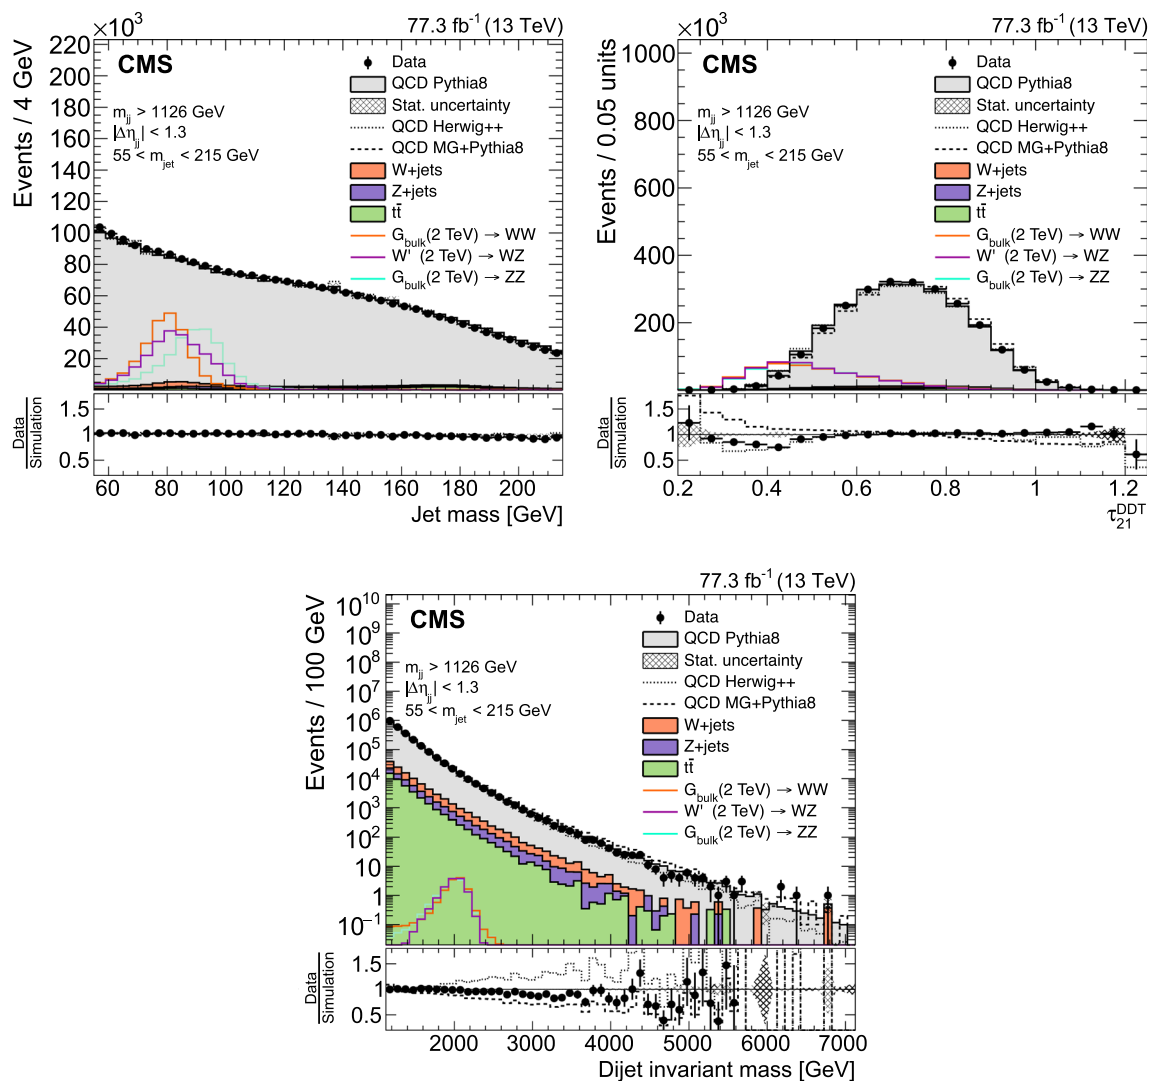 ×10³ 77.3 fb⁻¹ (13 TeV)
CMS
Events / 4 GeV
m_jj > 1126 GeV
|Δη_jj| < 1.3
55 < m_jet < 215 GeV
Data
QCD Pythia8
Stat. uncertainty
QCD Herwig++
QCD MG+Pythia8
W+jets
Z+jets
tt̄
G_bulk(2 TeV) → WW
W' (2 TeV) → WZ
G_bulk(2 TeV) → ZZ
220
200
180
160
140
120
100
80
60
40
20
Data
Simulation
1.5
1
0.5
60 80 100 120 140 160 180 200
Jet mass [GeV]
×10³ 77.3 fb⁻¹ (13 TeV)
CMS
Events / 0.05 units
m_jj > 1126 GeV
|Δη_jj| < 1.3
55 < m_jet < 215 GeV
Data
QCD Pythia8
Stat. uncertainty
QCD Herwig++
QCD MG+Pythia8
W+jets
Z+jets
tt̄
G_bulk(2 TeV) → WW
W' (2 TeV) → WZ
G_bulk(2 TeV) → ZZ
1000
800
600
400
200
Data
Simulation
1.5
1
0.5
0.2 0.4 0.6 0.8 1 1.2
τ₂₁^DDT
77.3 fb⁻¹ (13 TeV)
CMS
Events / 100 GeV
m_jj > 1126 GeV
|Δη_jj| < 1.3
55 < m_jet < 215 GeV
Data
QCD Pythia8
Stat. uncertainty
QCD Herwig++
QCD MG+Pythia8
W+jets
Z+jets
tt̄
G_bulk(2 TeV) → WW
W' (2 TeV) → WZ
G_bulk(2 TeV) → ZZ
10¹⁰
10⁹
10⁸
10⁷
10⁶
10⁵
10⁴
10³
10²
10
1
10⁻¹
Data
Simulation
1.5
1
0.5
2000 3000 4000 5000 6000 7000
Dijet invariant mass [GeV]